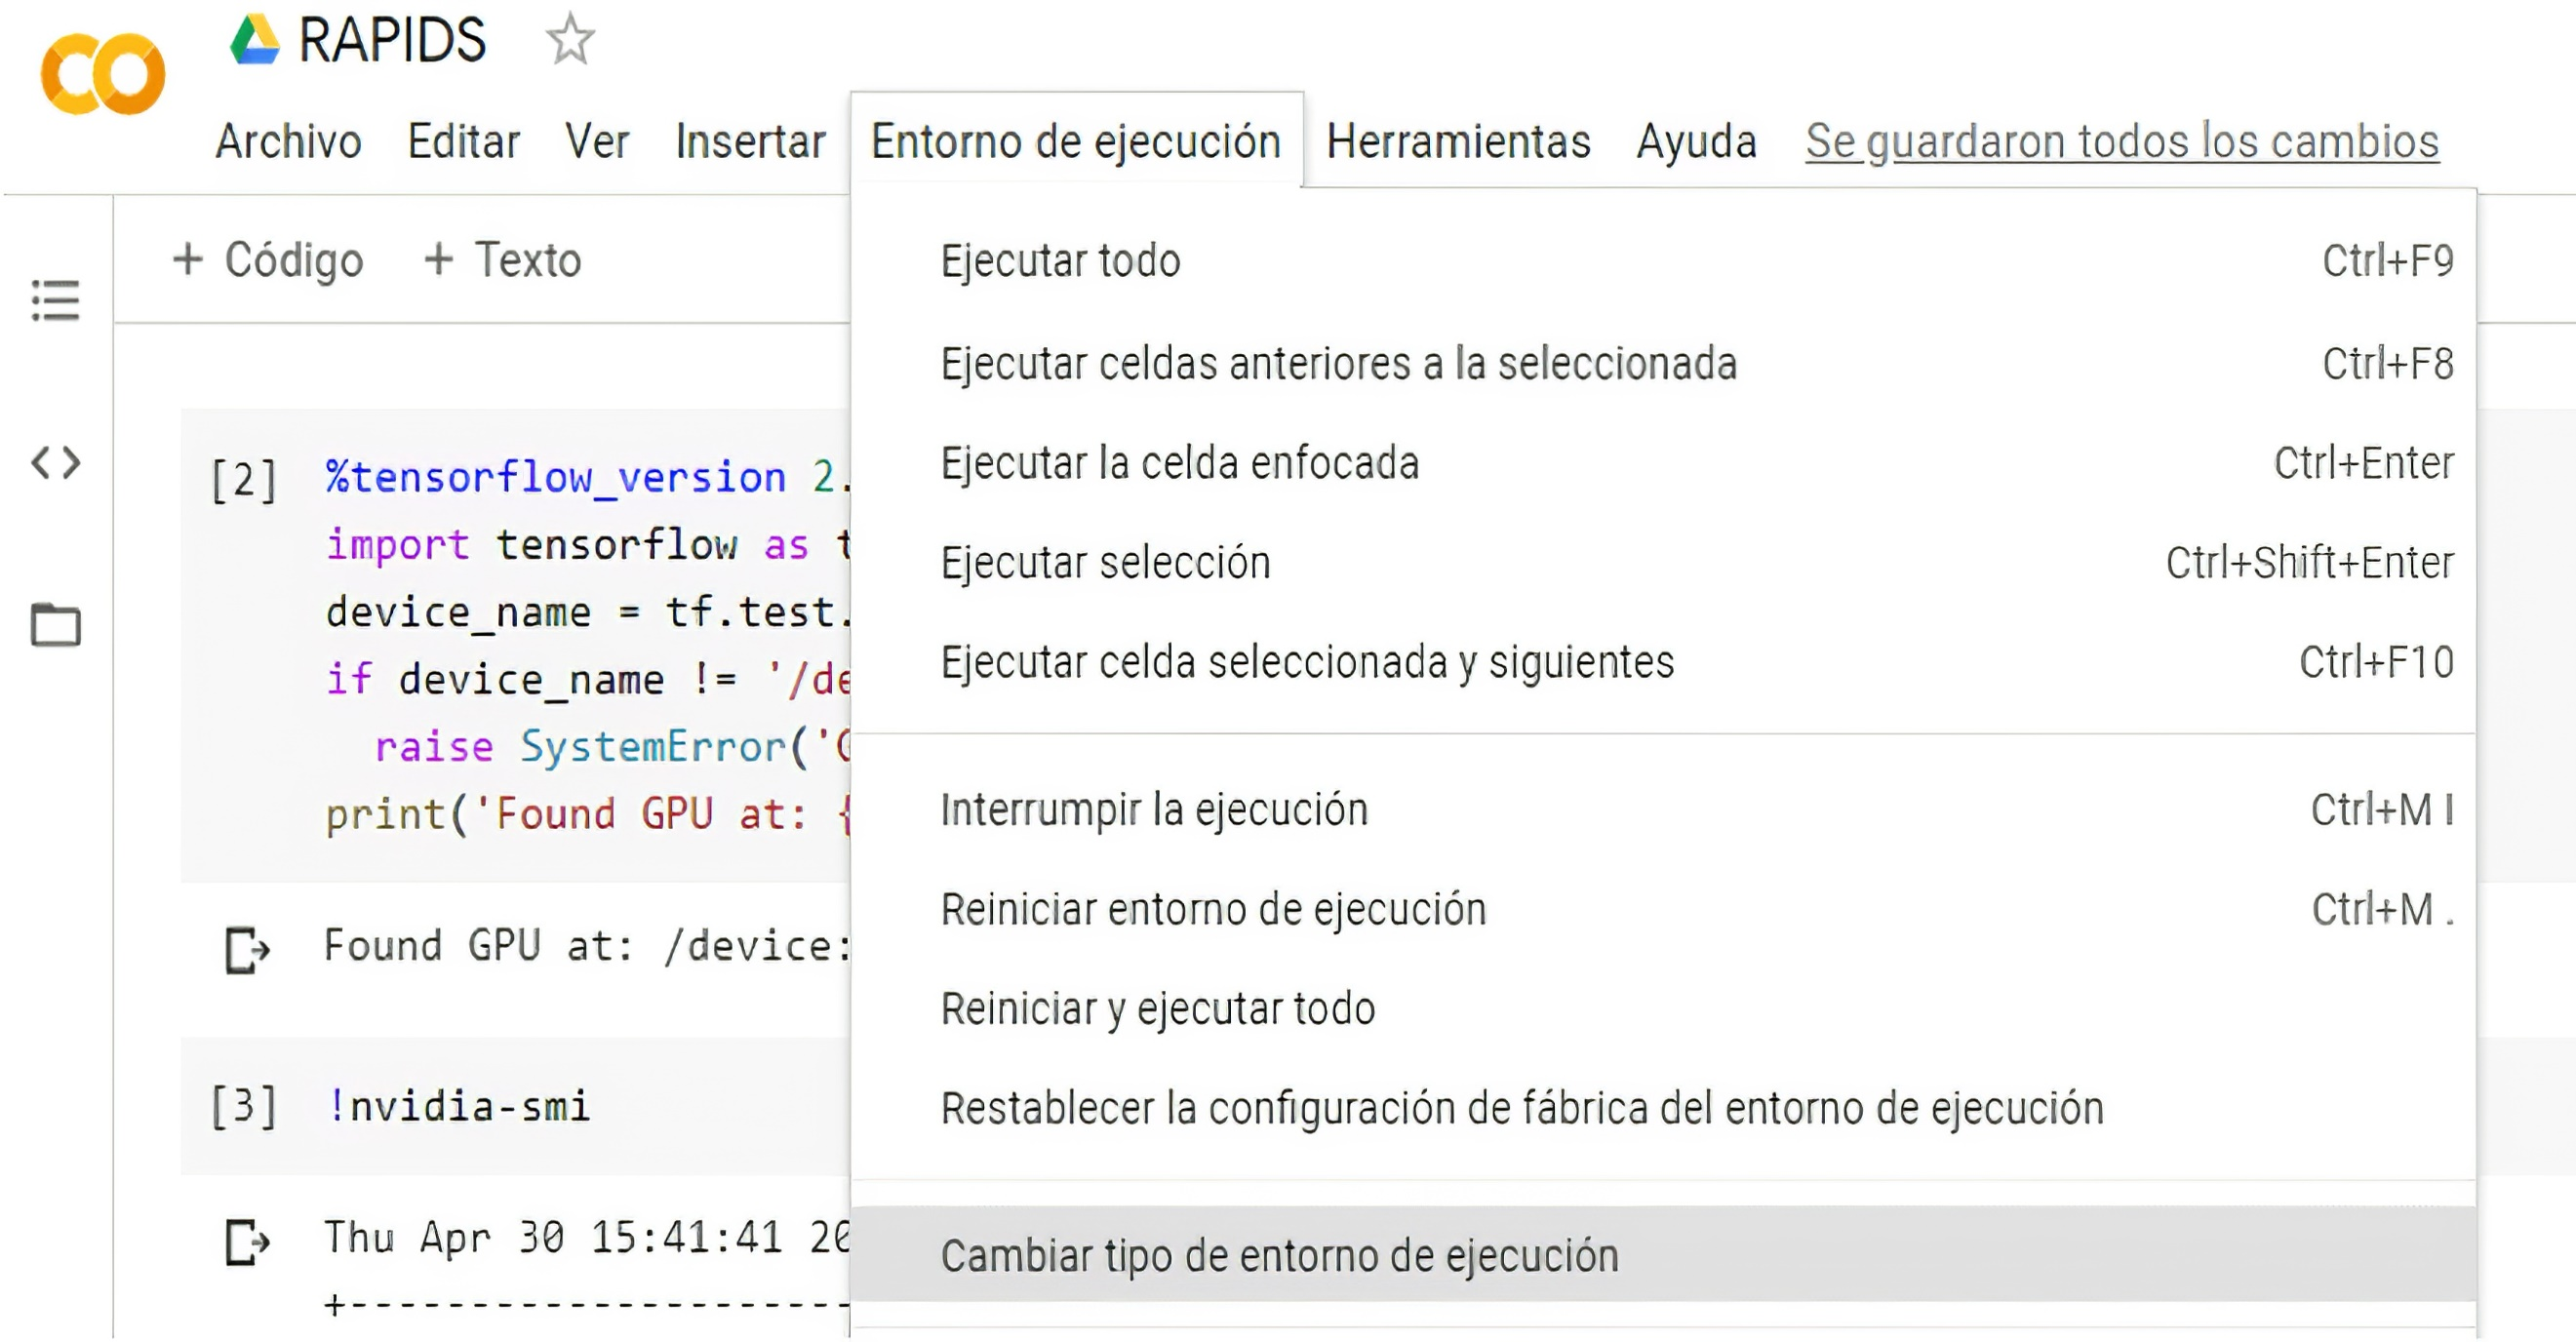 RAPIDS
Archivo Editar Ver Insertar Entorno de ejecución Herramientas Ayuda Se guardaron todos los cambios
+ Código + Texto
Ejecutar todo Ctrl+F9
Ejecutar celdas anteriores a la seleccionada Ctrl+F8
Ejecutar la celda enfocada Ctrl+Enter
Ejecutar selección Ctrl+Shift+Enter
Ejecutar celda seleccionada y siguientes Ctrl+F10
Interrumpir la ejecución Ctrl+M I
Reiniciar entorno de ejecución Ctrl+M .
Reiniciar y ejecutar todo
Restablecer la configuración de fábrica del entorno de ejecución
Cambiar tipo de entorno de ejecución
[2] %tensorflow_version 2.
import tensorflow as t
device_name = tf.test.
if device_name != '/de
raise SystemError('G
print('Found GPU at: {
Found GPU at: /device:
[3] !nvidia-smi
Thu Apr 30 15:41:41 20
+----------------------